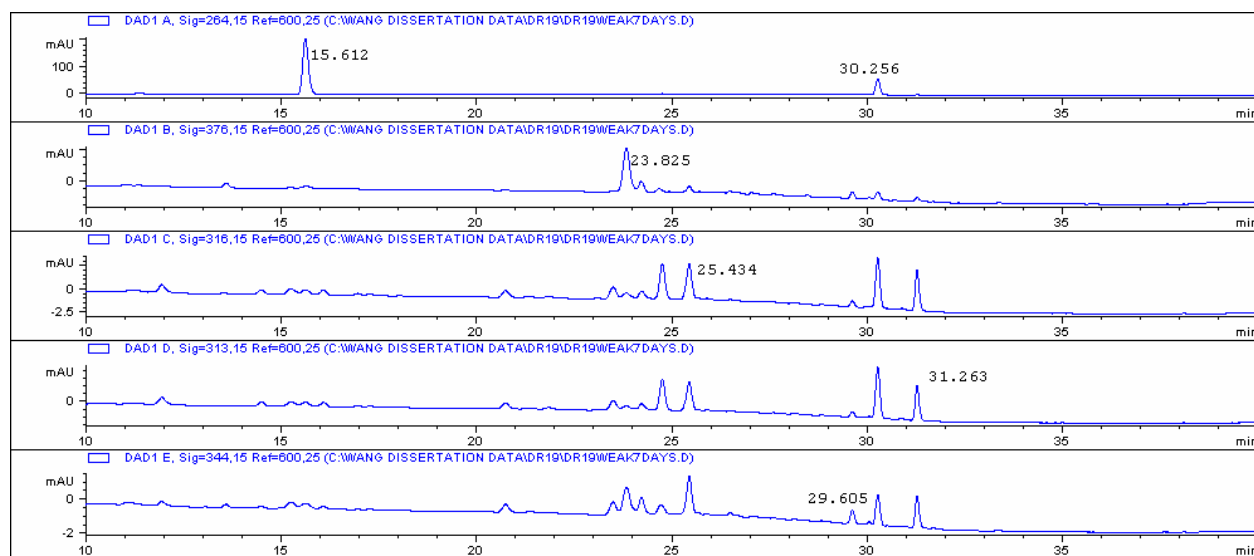 DAD1 A, Sig=264,15 Ref=600,25 (C:\WANG DISSERTATION DATA\DR19\DR19WEAK7DAYS.D)
mAU
15.612
30.256
100
0
10 15 20 25 30 35 min
DAD1 B, Sig=376,15 Ref=600,25 (C:\WANG DISSERTATION DATA\DR19\DR19WEAK7DAYS.D)
mAU
23.825
0
10 15 20 25 30 35 min
DAD1 C, Sig=316,15 Ref=600,25 (C:\WANG DISSERTATION DATA\DR19\DR19WEAK7DAYS.D)
mAU
25.434
0
-2.5
10 15 20 25 30 35 min
DAD1 D, Sig=313,15 Ref=600,25 (C:\WANG DISSERTATION DATA\DR19\DR19WEAK7DAYS.D)
mAU
31.263
0
10 15 20 25 30 35 min
DAD1 E, Sig=344,15 Ref=600,25 (C:\WANG DISSERTATION DATA\DR19\DR19WEAK7DAYS.D)
mAU
29.605
0
-2
10 15 20 25 30 35 min